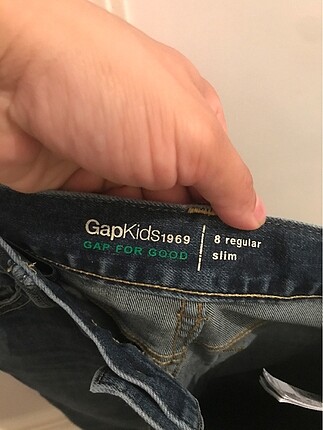 GapKids1969
GAP FOR GOOD
8 regular
slim